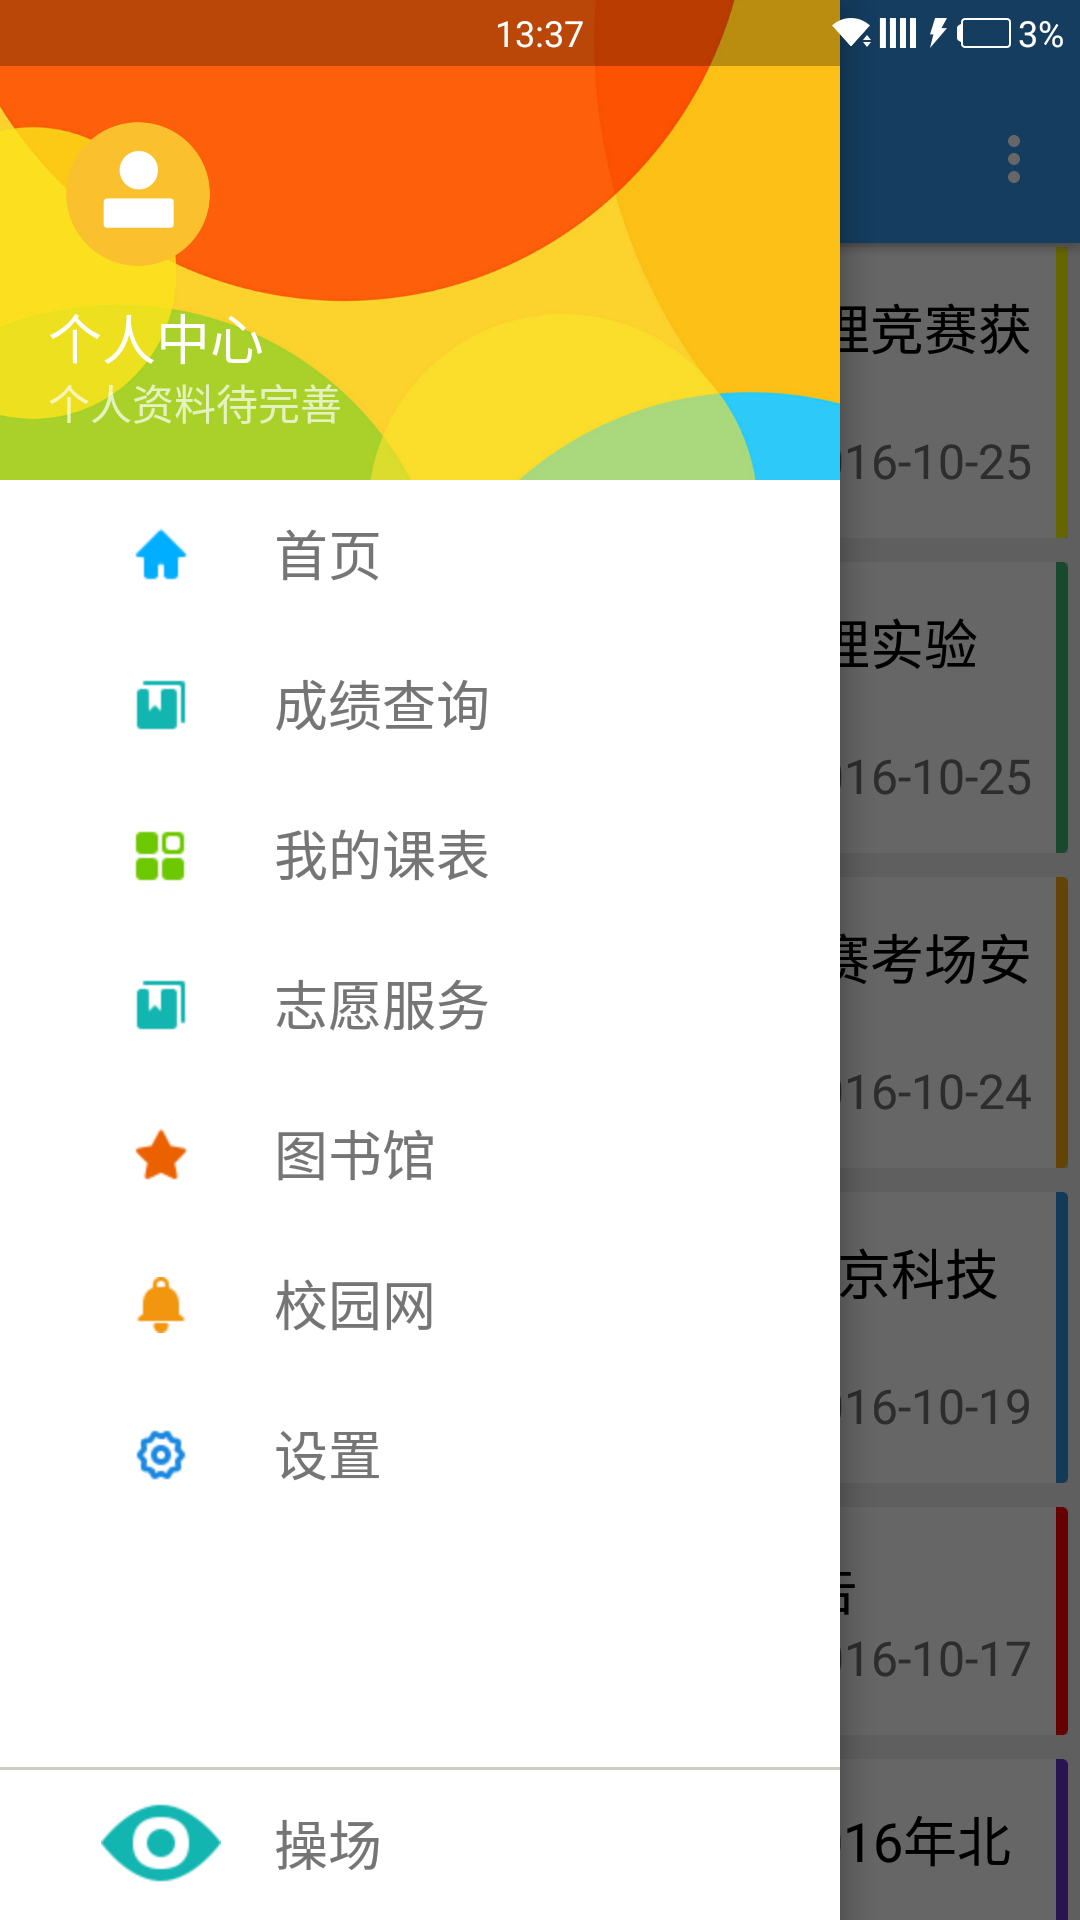 13:37
3%
个人中心
个人资料待完善
首页
成绩查询
我的课表
志愿服务
图书馆
校园网
设置
操场
理竞赛获
16-10-25
理实验
16-10-25
赛考场安
16-10-24
京科技
16-10-19
告
16-10-17
16年北